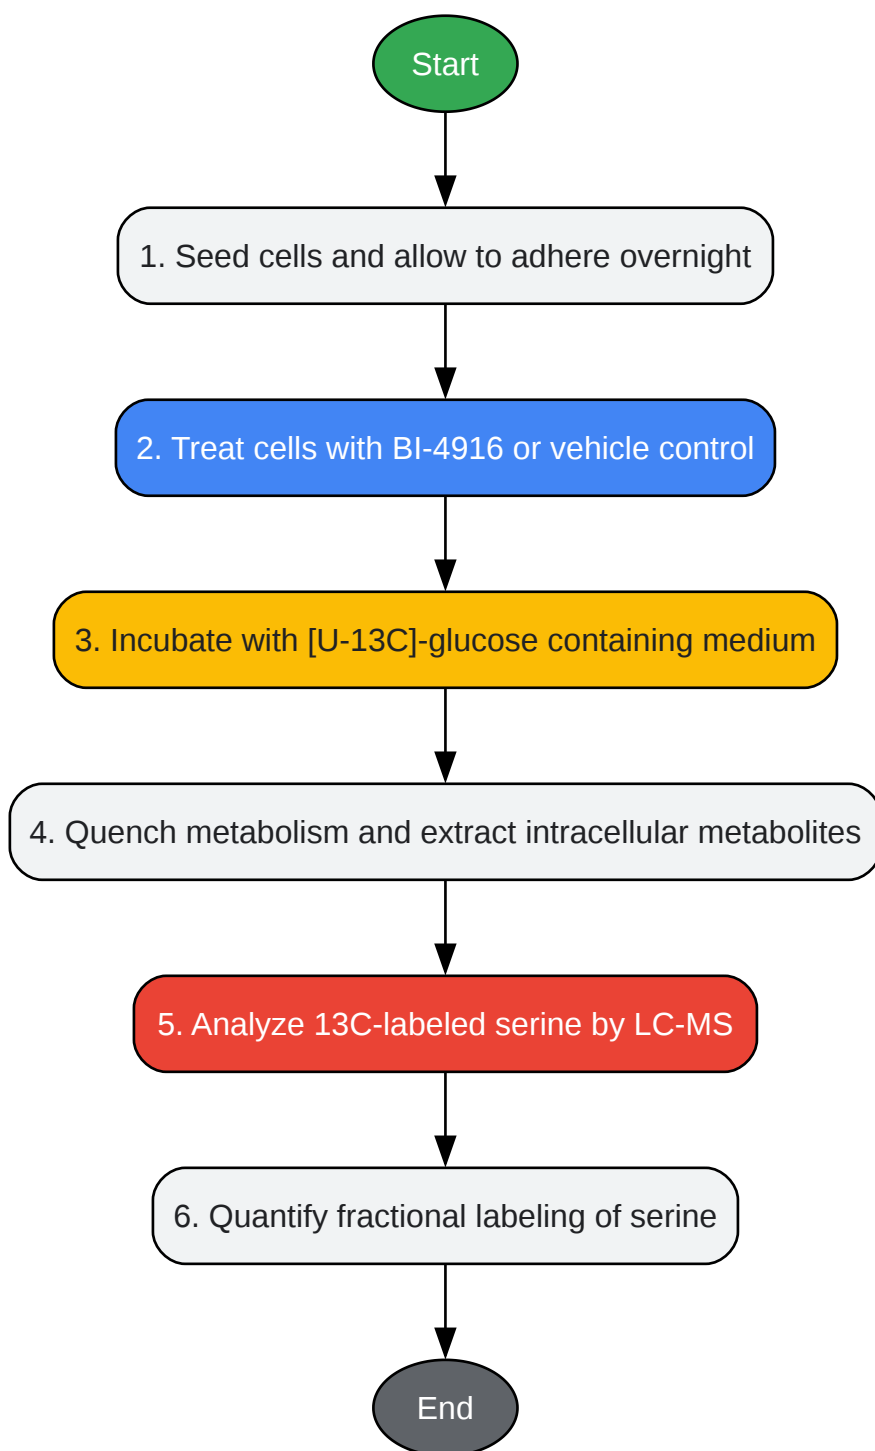 Start
1. Seed cells and allow to adhere overnight
2. Treat cells with BI-4916 or vehicle control
3. Incubate with [U-13C]-glucose containing medium
4. Quench metabolism and extract intracellular metabolites
5. Analyze 13C-labeled serine by LC-MS
6. Quantify fractional labeling of serine
End